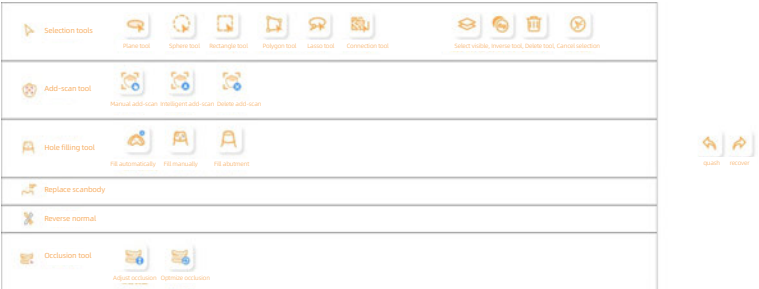 Selection tools
Plane tool Sphere tool Rectangle tool Polygon tool Lasso tool Connection tool Select visible, Inverse tool, Delete tool, Cancel selection
Add-scan tool
Manual add-scan Intelligent add-scan Delete add-scan
Hole filling tool
Fill automatically Fill manually Fill abutment
quash recover
Replace scanbody
Reverse normal
Occlusion tool
Adjust occlusion Optimize occlusion